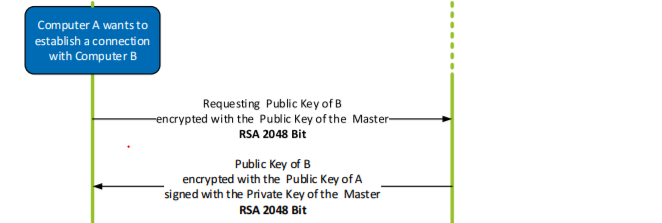 Computer A wants to
establish a connection
with Computer B
Requesting Public Key of B
encrypted with the Public Key of the Master
RSA 2048 Bit
Public Key of B
encrypted with the Public Key of A
signed with the Private Key of the Master
RSA 2048 Bit